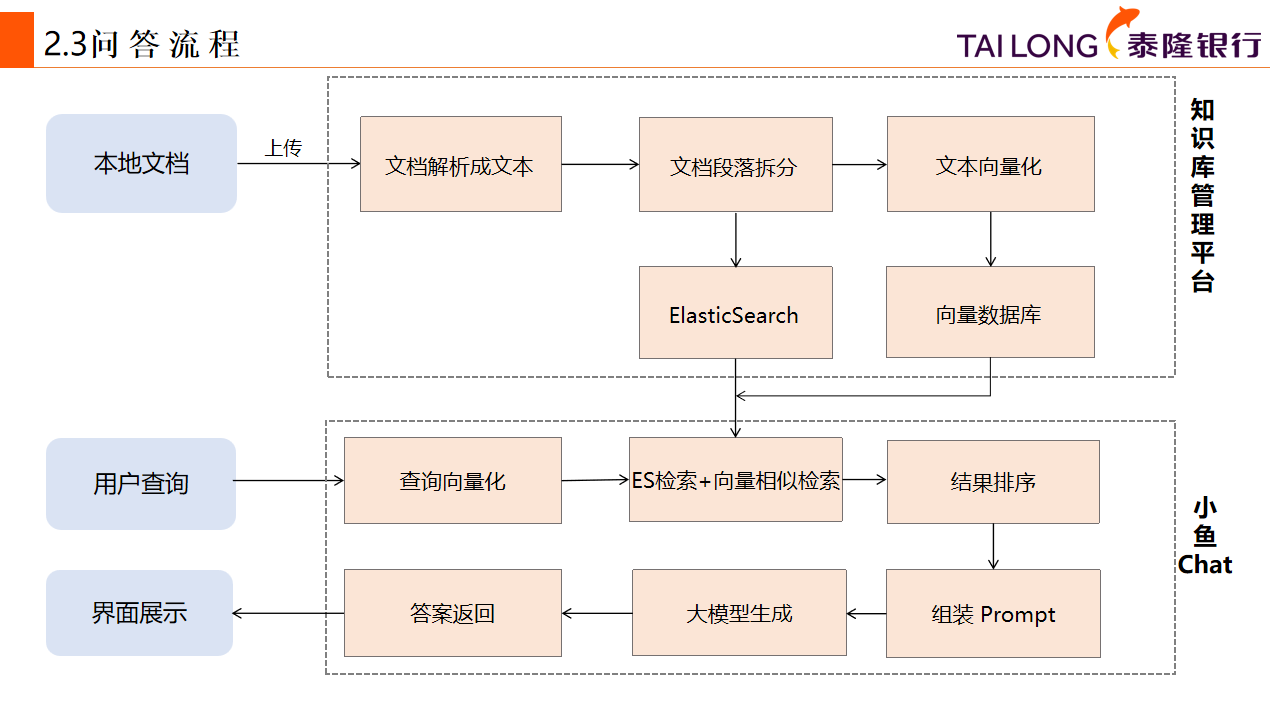 2.3问答流程
TAI LONG 泰隆银行
本地文档
上传
文档解析成文本
文档段落拆分
文本向量化
ElasticSearch
向量数据库
知识库管理平台
用户查询
查询向量化
ES检索+向量相似检索
结果排序
界面展示
答案返回
大模型生成
组装 Prompt
小鱼
Chat